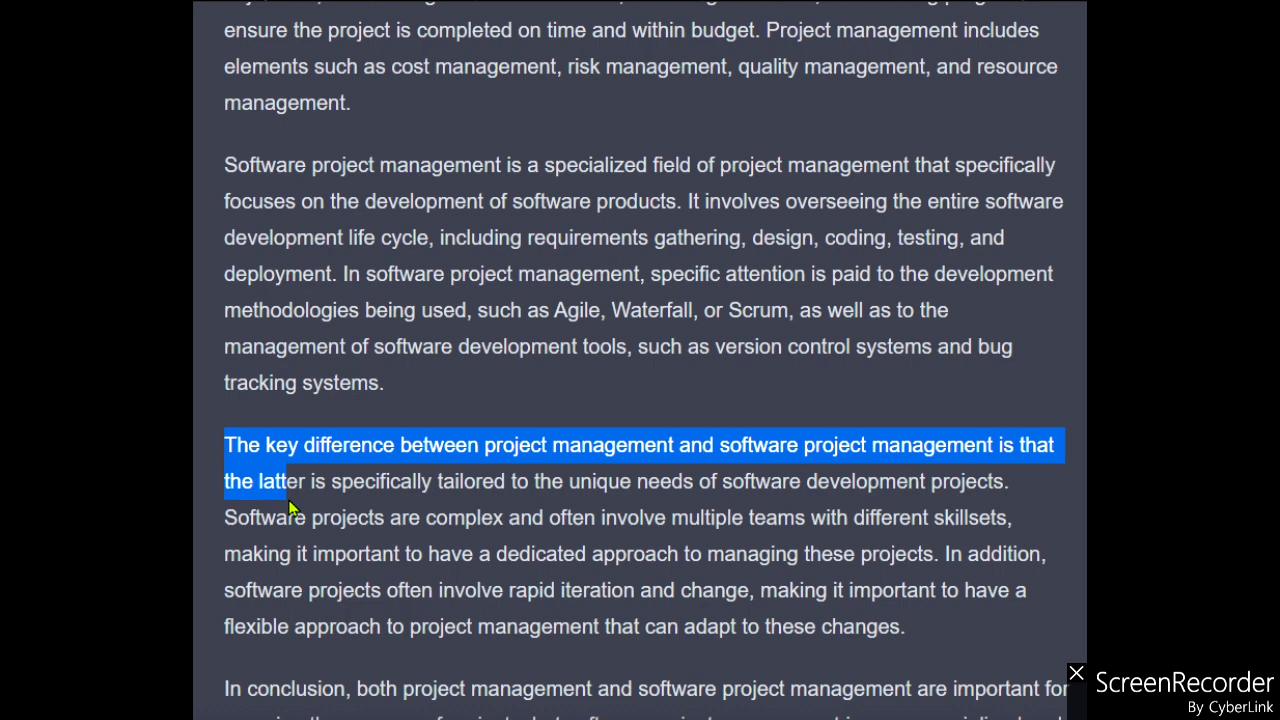 ensure the project is completed on time and within budget. Project management includes
elements such as cost management, risk management, quality management, and resource
management.
Software project management is a specialized field of project management that specifically
focuses on the development of software products. It involves overseeing the entire software
development life cycle, including requirements gathering, design, coding, testing, and
deployment. In software project management, specific attention is paid to the development
methodologies being used, such as Agile, Waterfall, or Scrum, as well as to the
management of software development tools, such as version control systems and bug
tracking systems.
The key difference between project management and software project management is that
the latter is specifically tailored to the unique needs of software development projects.
Software projects are complex and often involve multiple teams with different skillsets,
making it important to have a dedicated approach to managing these projects. In addition,
software projects often involve rapid iteration and change, making it important to have a
flexible approach to project management that can adapt to these changes.
In conclusion, both project management and software project management are important for
ScreenRecorder
By CyberLink